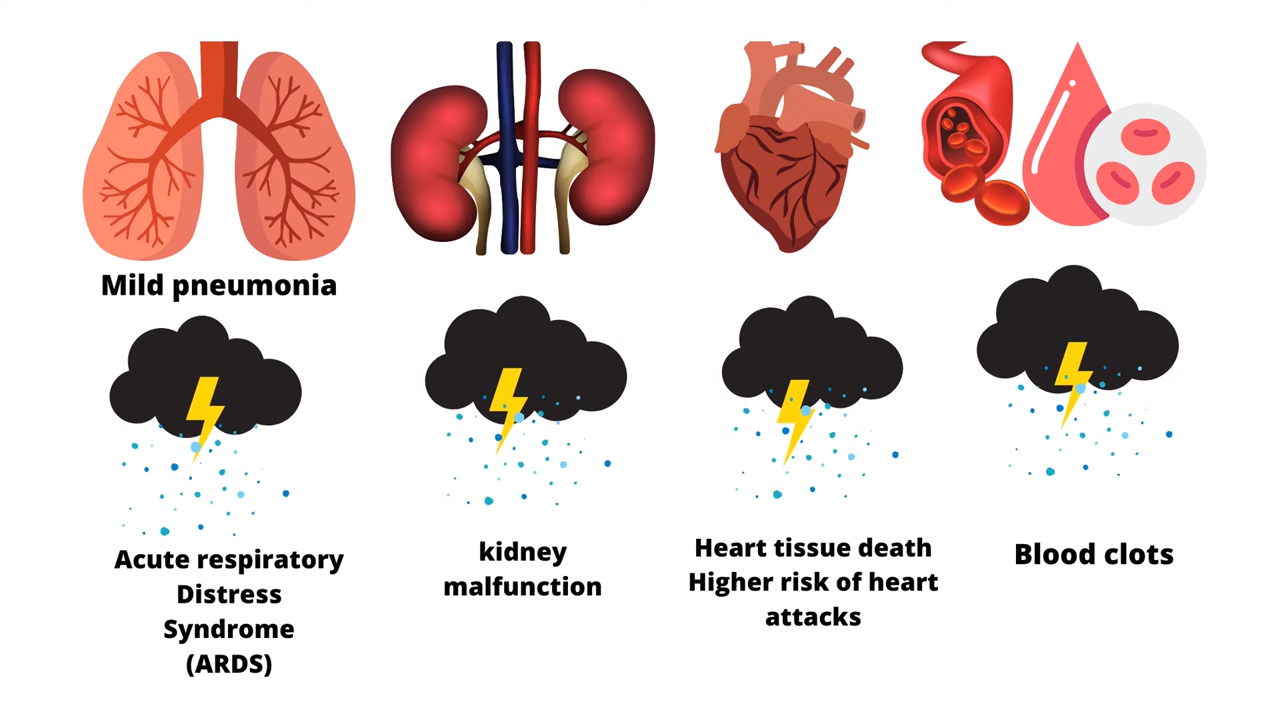 Mild pneumonia
Acute respiratory
Distress
Syndrome
(ARDS)
kidney
malfunction
Heart tissue death
Higher risk of heart
attacks
Blood clots